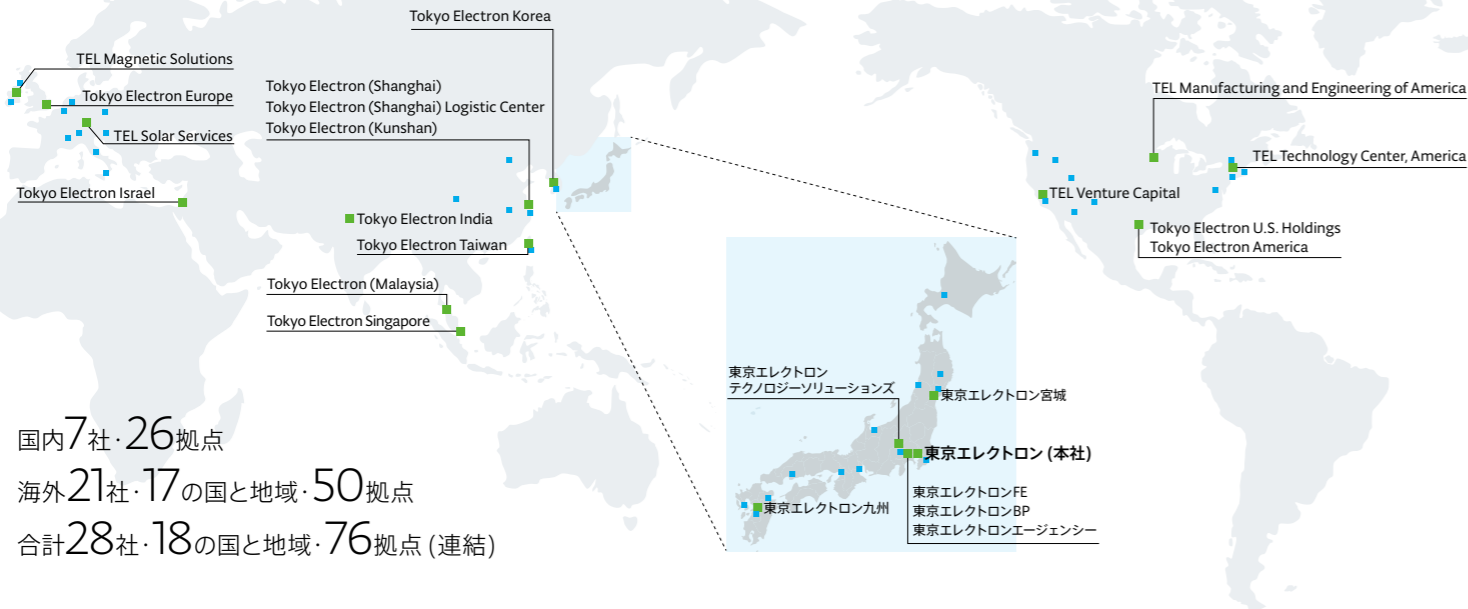 Tokyo Electron Korea
TEL Magnetic Solutions
Tokyo Electron Europe
TEL Solar Services
Tokyo Electron Israel
Tokyo Electron (Shanghai)
Tokyo Electron (Shanghai) Logistic Center
Tokyo Electron (Kunshan)
Tokyo Electron India
Tokyo Electron Taiwan
Tokyo Electron (Malaysia)
Tokyo Electron Singapore
TEL Manufacturing and Engineering of America
TEL Technology Center, America
TEL Venture Capital
Tokyo Electron U.S. Holdings
Tokyo Electron America
東京エレクトロン
テクノロジーソリューションズ
東京エレクトロン宮城
東京エレクトロン (本社)
東京エレクトロンFE
東京エレクトロンBP
東京エレクトロンエージェンシー
東京エレクトロン九州
国内7社·26拠点
海外21社·17の国と地域·50拠点
合計28社·18の国と地域·76拠点 (連結)